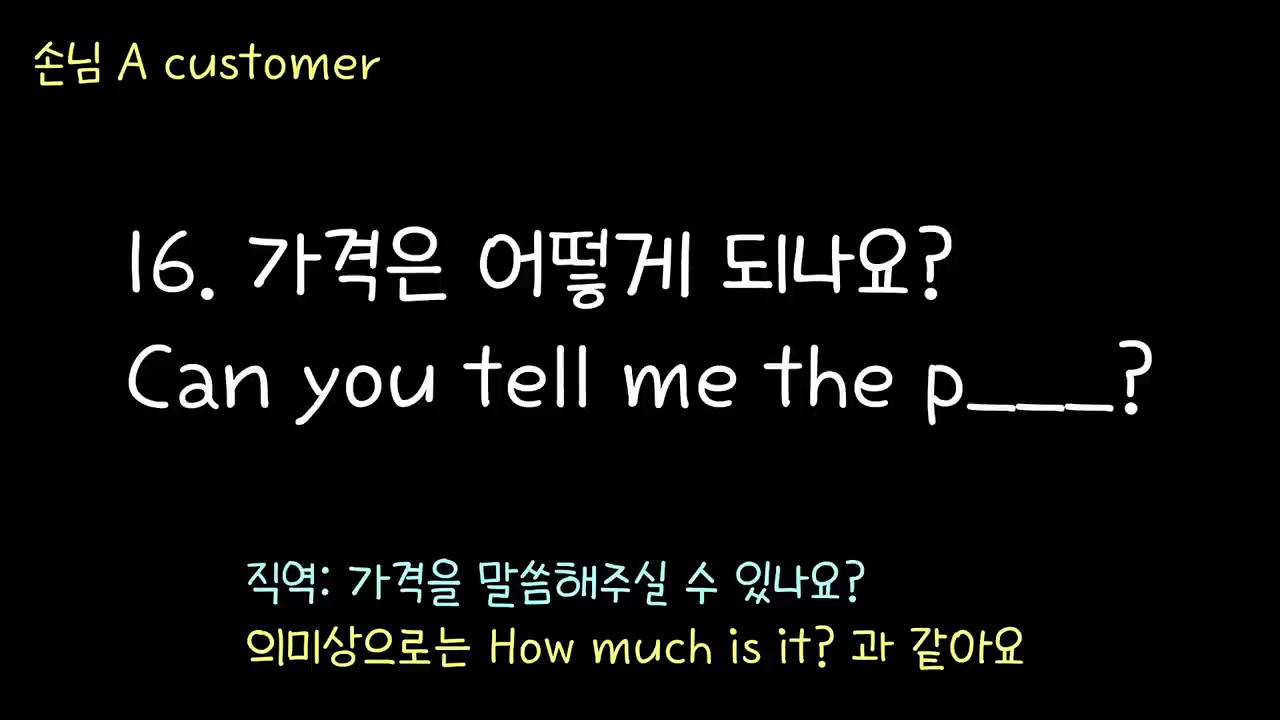 손님 A customer
16. 가격은 어떻게 되나요?
Can you tell me the p___?
직역: 가격을 말씀해주실 수 있나요?
의미상으로는 How much is it? 과 같아요